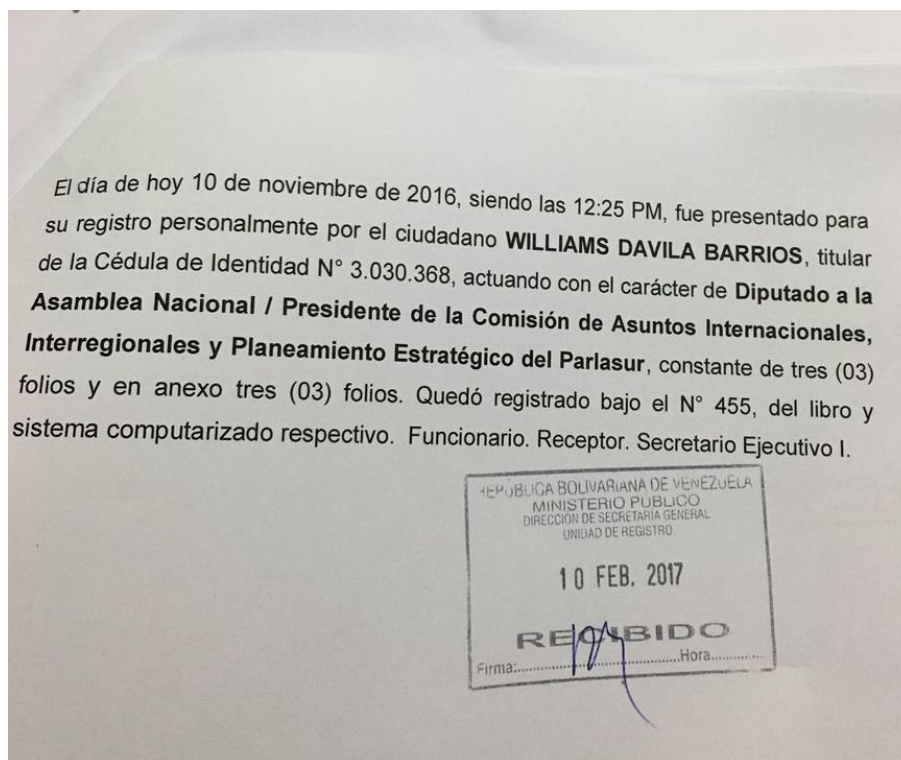 El día de hoy 10 de noviembre de 2016, siendo las 12:25 PM, fue presentado para
su registro personalmente por el ciudadano WILLIAMS DAVILA BARRIOS, titular
de la Cédula de Identidad N° 3.030.368, actuando con el carácter de Diputado a la
Asamblea Nacional / Presidente de la Comisión de Asuntos Internacionales,
Interregionales y Planeamiento Estratégico del Parlasur, constante de tres (03)
folios y en anexo tres (03) folios. Quedó registrado bajo el N° 455, del libro y
sistema computarizado respectivo. Funcionario. Receptor. Secretario Ejecutivo I.
REPÚBLICA BOLIVARIANA DE VENEZUELA
MINISTERIO PUBLICO
DIRECCIÓN DE SECRETARÍA GENERAL
UNIDAD DE REGISTRO
10 FEB. 2017
RECIBIDO
Firma:..........Hora..........